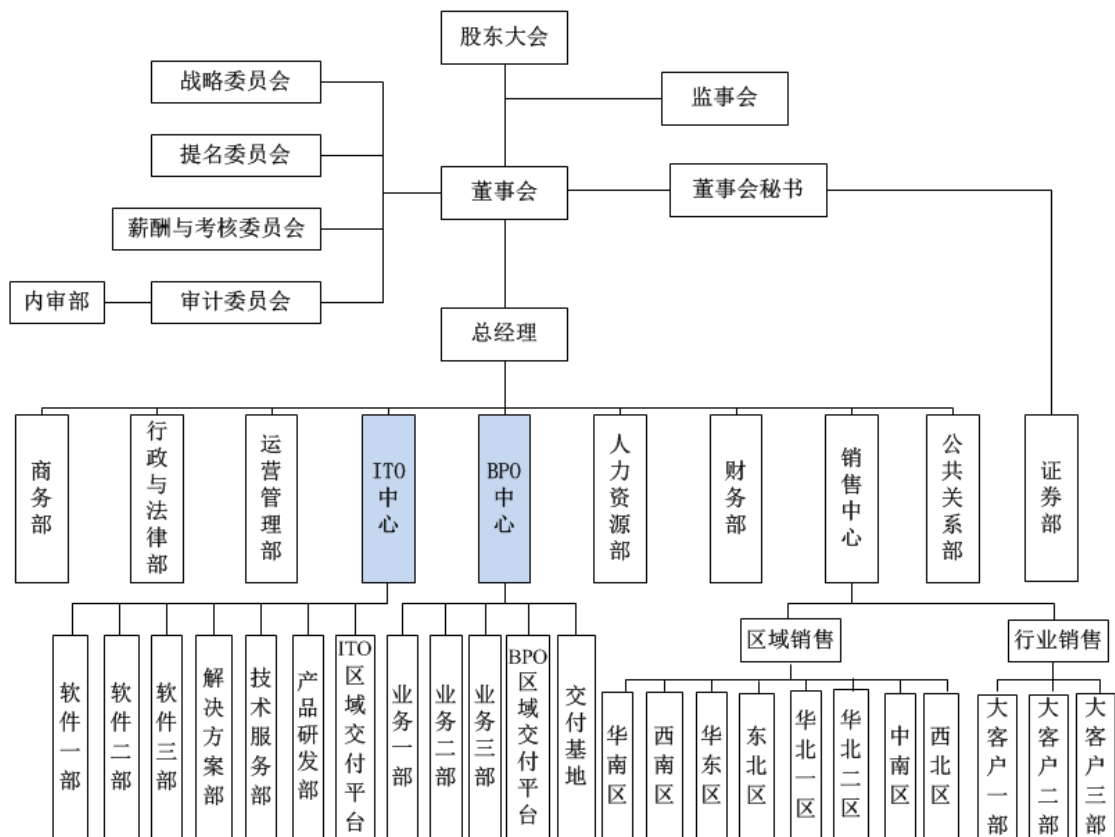 股东大会
战略委员会
监事会
提名委员会
董事会
董事会秘书
薪酬与考核委员会
内审部
审计委员会
总经理
商务部
行政与法律部
运营管理部
ITO中心
BPO中心
人力资源部
财务部
销售中心
公共关系部
证券部
区域销售
行业销售
软件一部
软件二部
软件三部
解决方案部
技术服务部
产品研发部
ITO区域交付平台
业务一部
业务二部
业务三部
BPO区域交付平台
交付基地
华南区
西南区
华东区
东北区
华北一区
华北二区
中南区
西北区
大客户一部
大客户二部
大客户三部